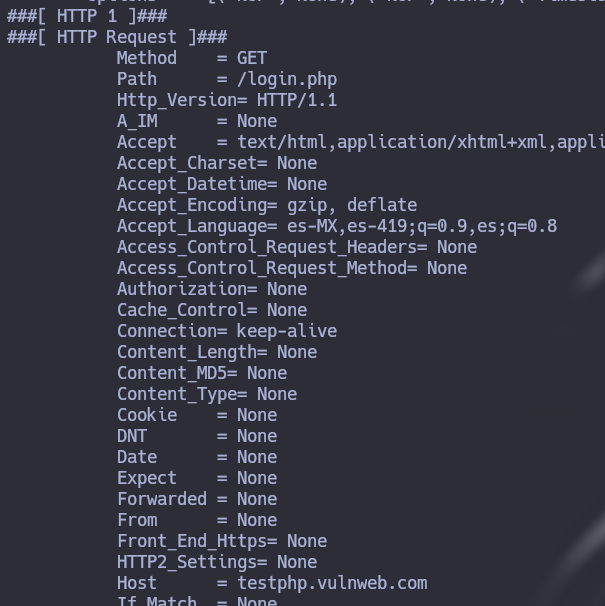 ###[ HTTP 1 ]###
###[ HTTP Request ]###
Method    = GET
Path      = /login.php
Http_Version= HTTP/1.1
A_IM      = None
Accept    = text/html,application/xhtml+xml,appli
Accept_Charset= None
Accept_Datetime= None
Accept_Encoding= gzip, deflate
Accept_Language= es-MX,es-419;q=0.9,es;q=0.8
Access_Control_Request_Headers= None
Access_Control_Request_Method= None
Authorization= None
Cache_Control= None
Connection= keep-alive
Content_Length= None
Content_MD5= None
Content_Type= None
Cookie    = None
DNT       = None
Date      = None
Expect    = None
Forwarded = None
From      = None
Front_End_Https= None
HTTP2_Settings= None
Host      = testphp.vulnweb.com
If_Match  = None